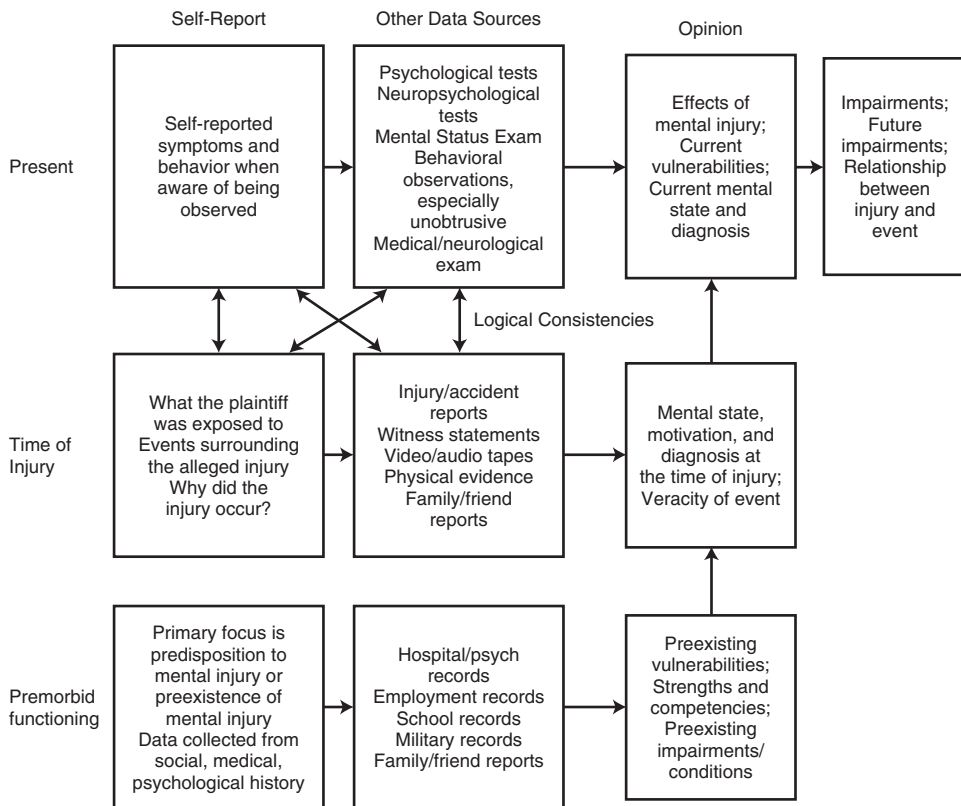 Self-Report
Other Data Sources
Opinion
Present
Self-reported
symptoms and
behavior when
aware of being
observed
Psychological tests
Neuropsychological
tests
Mental Status Exam
Behavioral
observations,
especially
unobtrusive
Medical/neurological
exam
Effects of
mental injury;
Current
vulnerabilities;
Current mental
state and
diagnosis
Impairments;
Future
impairments;
Relationship
between
injury and
event
Logical Consistencies
Time of
Injury
What the plaintiff
was exposed to
Events surrounding
the alleged injury
Why did the
injury occur?
Injury/accident
reports
Witness statements
Video/audio tapes
Physical evidence
Family/friend
reports
Mental state,
motivation, and
diagnosis at
the time of injury;
Veracity of event
Premorbid
functioning
Primary focus is
predisposition to
mental injury or
preexistence of
mental injury
Data collected from
social, medical,
psychological history
Hospital/psych
records
Employment records
School records
Military records
Family/friend reports
Preexisting
vulnerabilities;
Strengths and
competencies;
Preexisting
impairments/
conditions